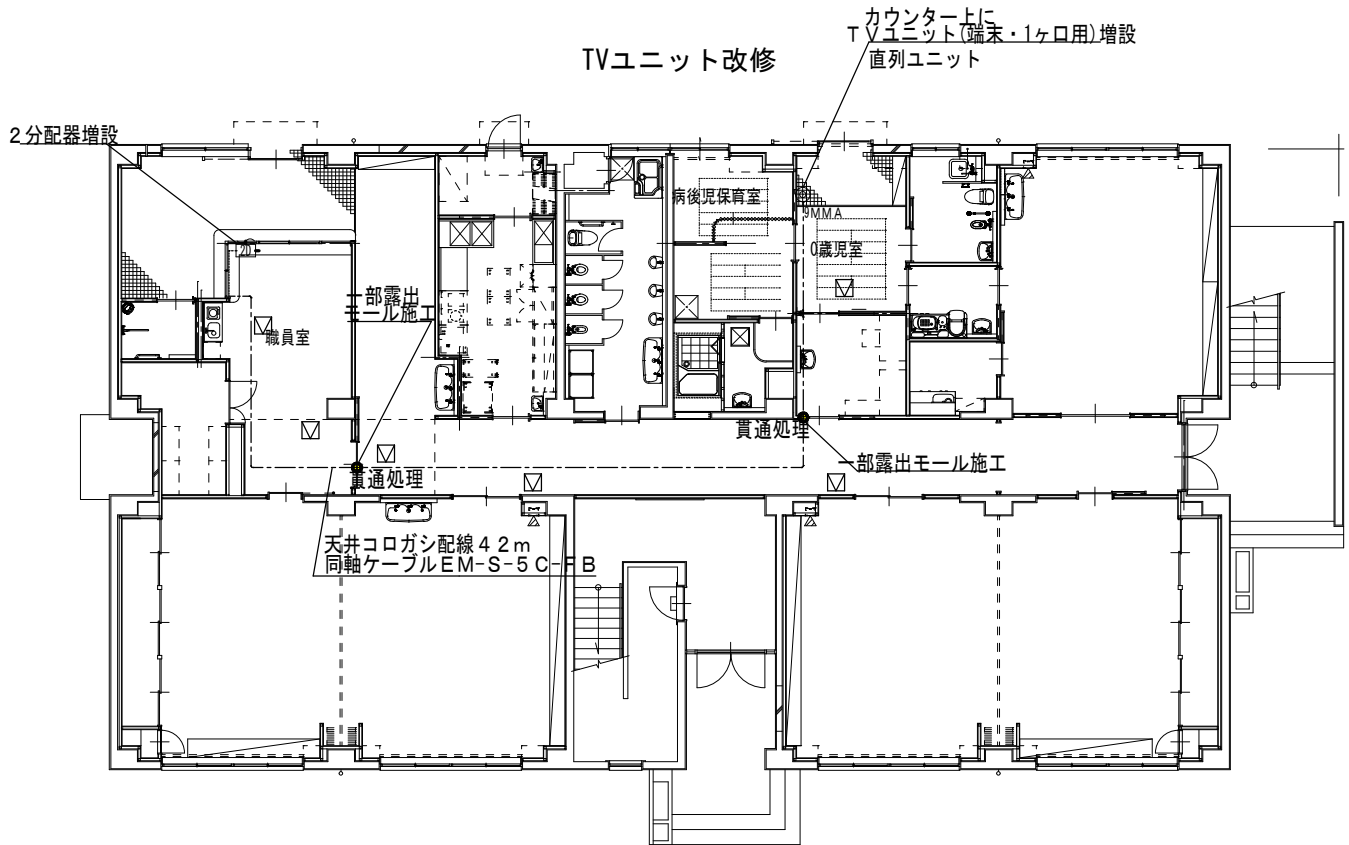 カウンター上に
ＴＶユニット(端末・1ヶ口用)増設
直列ユニット
TVユニット改修
２分配器増設
病後児保育室
9MMA
0歳児室
一部露出
モール施工
職員室
貫通処理
一部露出モール施工
貫通処理
天井コロガシ配線４２ｍ
同軸ケーブルＥＭ-Ｓ-５Ｃ-ＦＢ